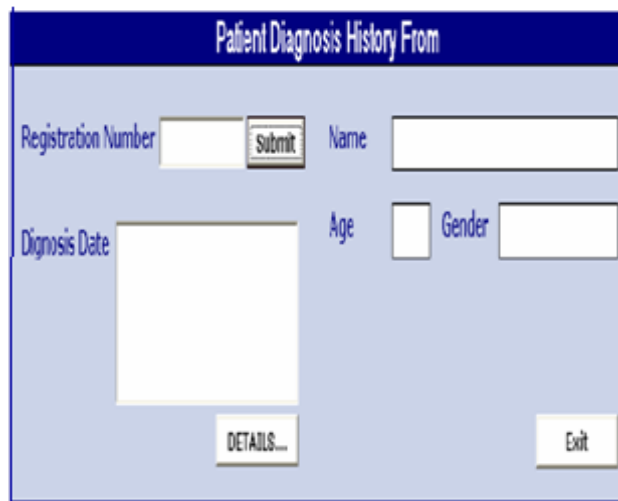 Patient Diagnosis History From
Registration Number Submit Name
Age Gender
Dignosis Date
DETAILS...
Exit